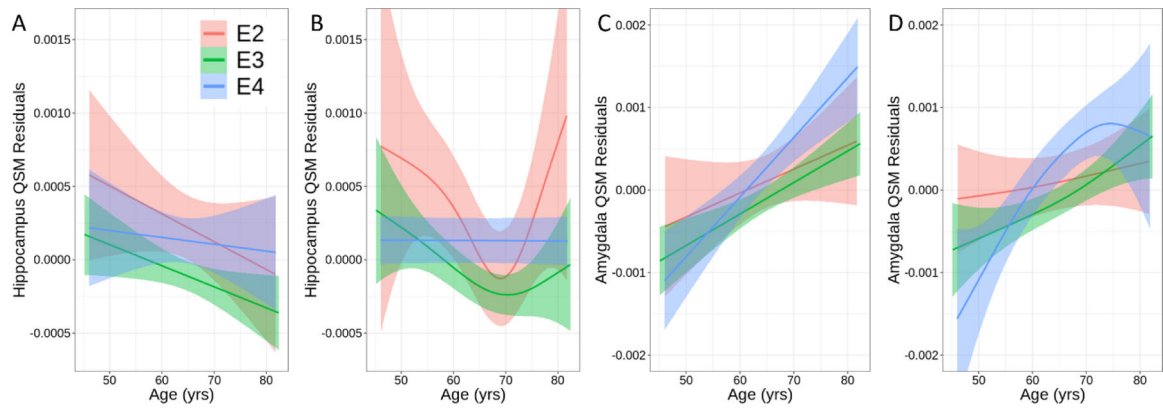 A
0.0015
0.0010
0.0005
0.0000
-0.0005
50 60 70 80
Age (yrs)
Hippocampus QSM Residuals
E2
E3
E4
B
0.0015
0.0010
0.0005
0.0000
-0.0005
50 60 70 80
Age (yrs)
Hippocampus QSM Residuals
C
0.002
0.001
0.000
-0.001
-0.002
50 60 70 80
Age (yrs)
Amygdala QSM Residuals
D
0.002
0.001
0.000
-0.001
-0.002
50 60 70 80
Age (yrs)
Amygdala QSM Residuals